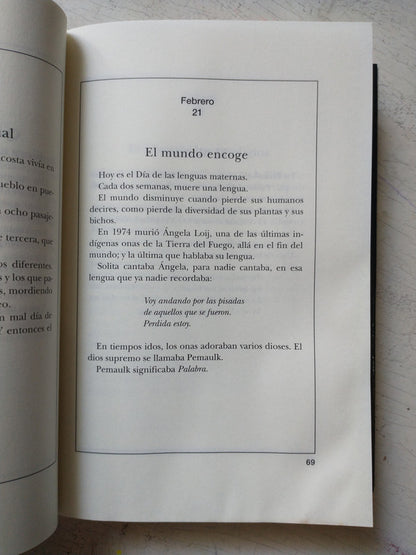 al
costa vivía en
ueblo en pue-
n ocho pasaje-
e tercera, que
s diferentes.
s y los que pa-
s, mordiendo
eo.
n mal día de
Y entonces el
Febrero
21
El mundo encoge
Hoy es el Día de las lenguas maternas.
Cada dos semanas, muere una lengua.
El mundo disminuye cuando pierde sus humanos
decires, como pierde la diversidad de sus plantas y sus
bichos.
En 1974 murió Ángela Loij, una de las últimas in-
dígenas onas de la Tierra del Fuego, allá en el fin del
mundo; y la última que hablaba su lengua.
Solita cantaba Ángela, para nadie cantaba, en esa
lengua que ya nadie recordaba:
Voy andando por las pisadas
de aquellos que se fueron.
Perdida estoy.
En tiempos idos, los onas adoraban varios dioses. El
dios supremo se llamaba Pemaulk.
Pemaulk significaba Palabra.
69